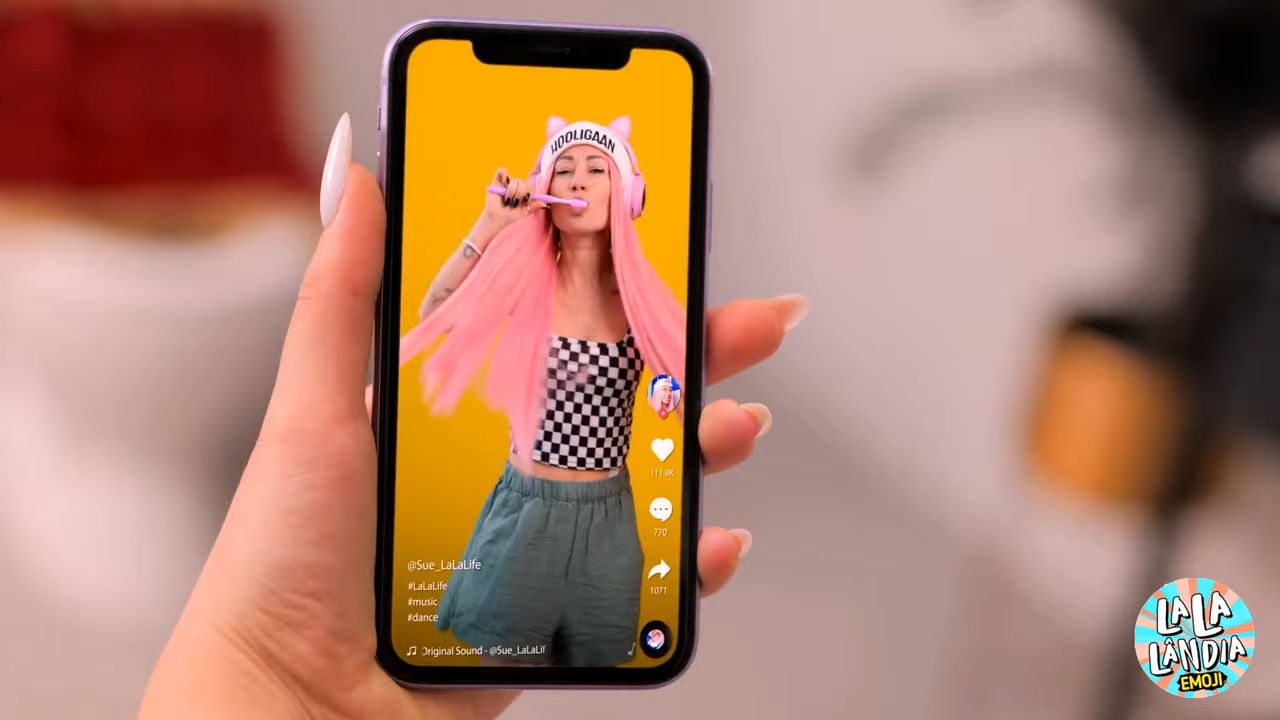 HOOLIGAAN
111.9K
770
@Sue_LaLaLife
#LaLaLife
1071
#music
#dance
Original Sound - @Sue_LaLaLif
LA LA
LÂNDIA
EMOJI